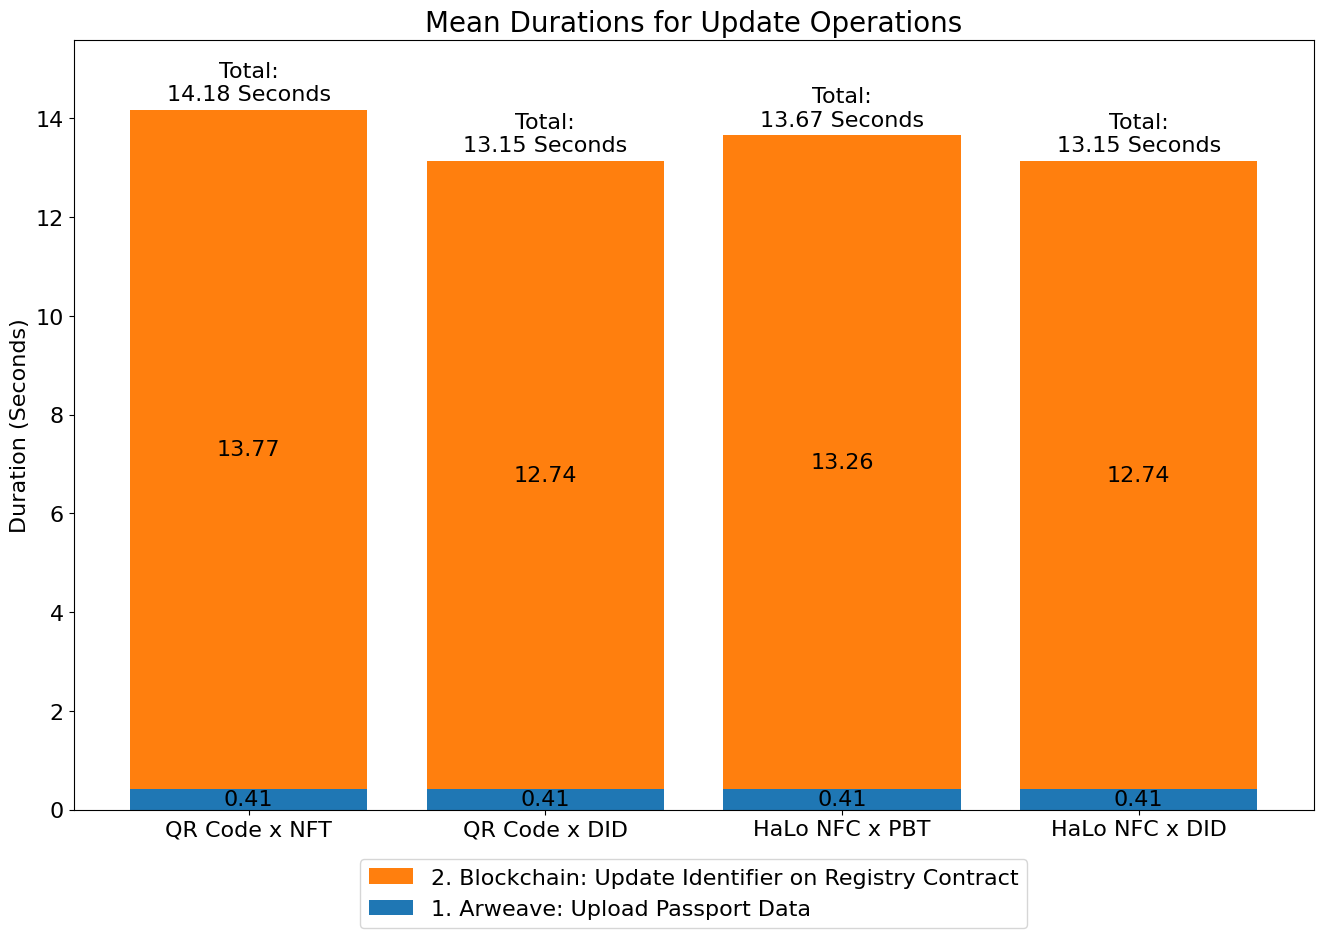 Mean Durations for Update Operations
Duration (Seconds)
14
12
10
8
6
4
2
0
Total:
14.18 Seconds
Total:
13.15 Seconds
Total:
13.67 Seconds
Total:
13.15 Seconds
13.77
12.74
13.26
12.74
0.41
0.41
0.41
0.41
QR Code x NFT
QR Code x DID
HaLo NFC x PBT
HaLo NFC x DID
2. Blockchain: Update Identifier on Registry Contract
1. Arweave: Upload Passport Data